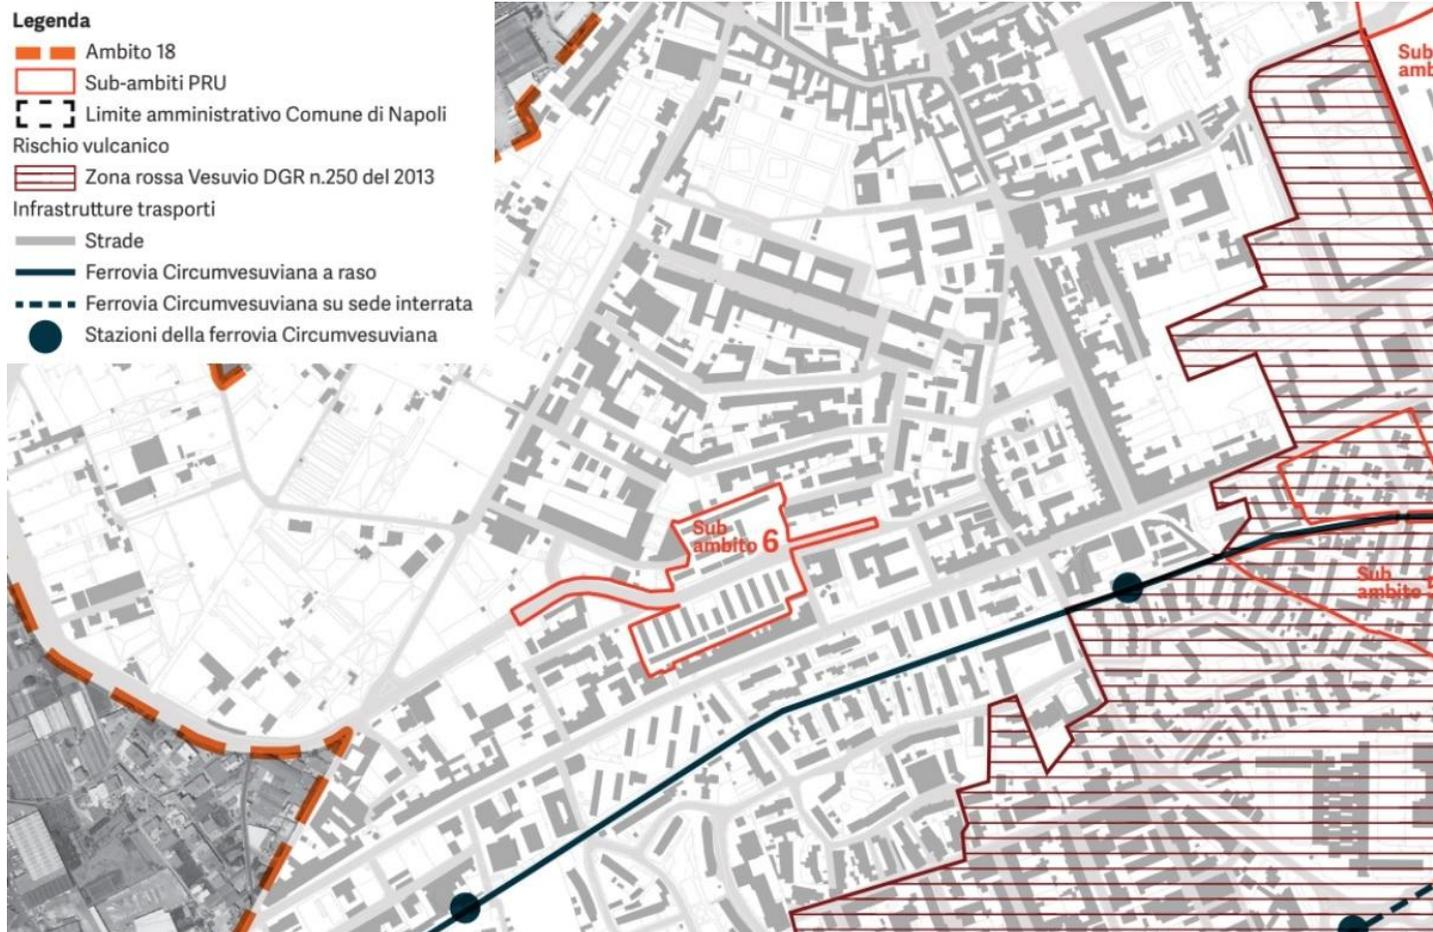 Legenda
Ambito 18
Sub-ambiti PRU
Limite amministrativo Comune di Napoli
Rischio vulcanico
Zona rossa Vesuvio DGR n.250 del 2013
Infrastrutture trasporti
Strade
Ferrovia Circumvesuviana a raso
Ferrovia Circumvesuviana su sede interrata
Stazioni della ferrovia Circumvesuviana
Sub
amb
Sub
ambito 6
Sub
ambito